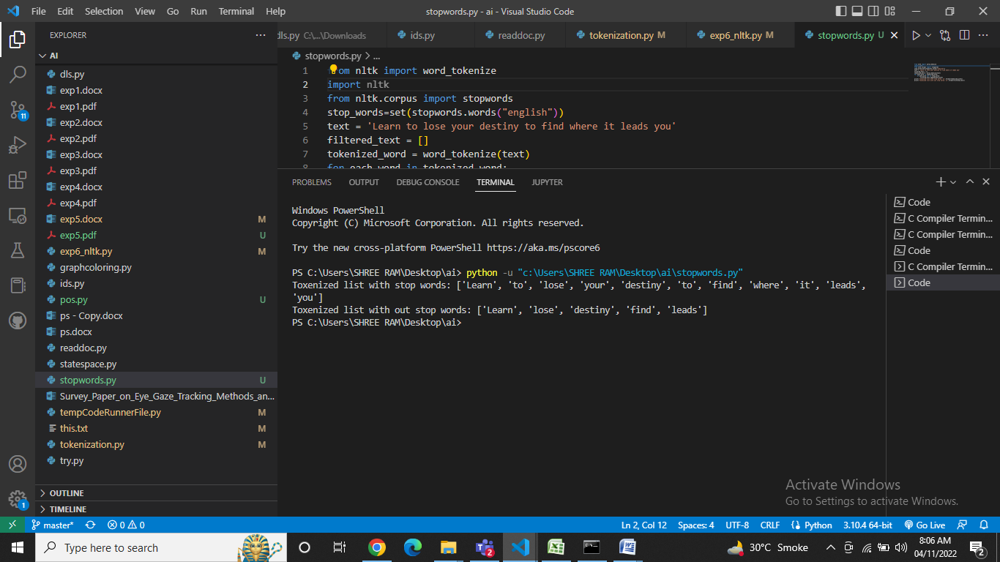 File Edit Selection View Go Run Terminal Help
stopwords.py - ai - Visual Studio Code
EXPLORER
AI
dls.py
exp1.docx
exp1.pdf
exp2.docx
exp2.pdf
exp3.docx
exp3.pdf
exp4.docx
exp4.pdf
exp5.docx M
exp5.pdf U
exp6_nltk.py M
graphcoloring.py
ids.py
pos.py U
ps - Copy.docx
ps.docx
readdoc.py
statespace.py
stopwords.py U
Survey_Paper_on_Eye_Gaze_Tracking_Methods_an...
tempCodeRunnerFile.py M
this.txt M
tokenization.py M
try.py
OUTLINE
TIMELINE
11
1
dls.py C:\...\Downloads ids.py readdoc.py tokenization.py M exp6_nltk.py M stopwords.py U
stopwords.py > ...
1 om nltk import word_tokenize
2 import nltk
3 from nltk.corpus import stopwords
4 stop_words=set(stopwords.words("english"))
5 text = 'Learn to lose your destiny to find where it leads you'
6 filtered_text = []
7 tokenized_word = word_tokenize(text)
8 for each_word in tokenized_word:
PROBLEMS OUTPUT DEBUG CONSOLE TERMINAL JUPYTER
Windows PowerShell
Copyright (C) Microsoft Corporation. All rights reserved.
Try the new cross-platform PowerShell https://aka.ms/pscore6
PS C:\Users\SHREE RAM\Desktop\ai> python -u "c:\Users\SHREE RAM\Desktop\ai\stopwords.py"
Toxenized list with stop words: ['Learn', 'to', 'lose', 'your', 'destiny', 'to', 'find', 'where', 'it', 'leads',
'you']
Toxenized list with out stop words: ['Learn', 'lose', 'destiny', 'find', 'leads']
PS C:\Users\SHREE RAM\Desktop\ai>
Code
C Compiler Termin...
C Compiler Termin...
Code
C Compiler Termin...
Code
Activate Windows
Go to Settings to activate Windows.
master* 0 0 Ln 2, Col 12 Spaces: 4 UTF-8 CRLF Python 3.10.4 64-bit Go Live
Type here to search
2
30°C Smoke
8:06 AM
04/11/2022
2